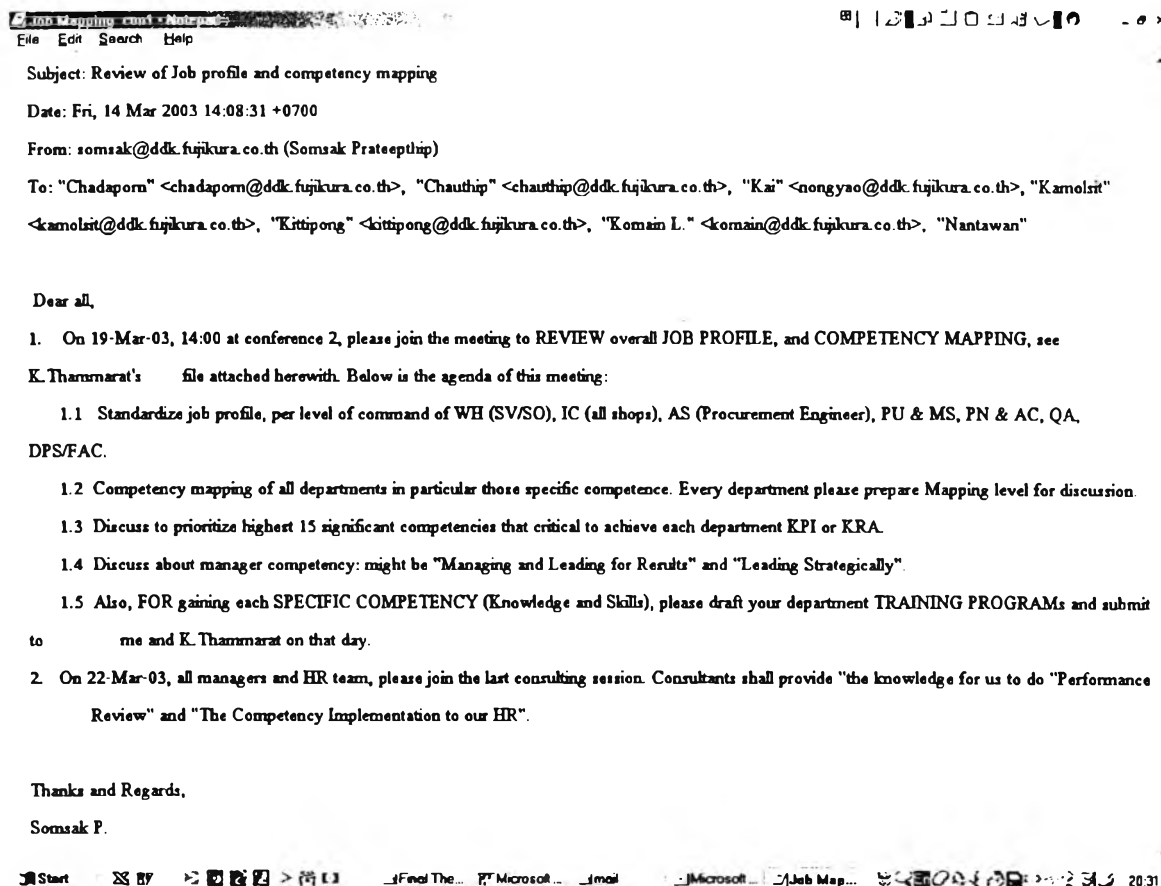 Job Mapping_conf - Notepad
File Edit Search Help
Subject: Review of Job profile and competency mapping
Date: Fri, 14 Mar 2003 14:08:31 +0700
From: somsak@ddk.fujikura.co.th (Somsak Prateepthip)
To: "Chadaporn" <chadaporn@ddk.fujikura.co.th>, "Chauthip" <chauthip@ddk.fujikura.co.th>, "Kai" <nongyao@ddk.fujikura.co.th>, "Kamolsit"
<kamolsit@ddk.fujikura.co.th>, "Kittipong" <kittipong@ddk.fujikura.co.th>, "Komain L." <komain@ddk.fujikura.co.th>, "Nantawan"
Dear all,
1. On 19-Mar-03, 14:00 at conference 2, please join the meeting to REVIEW overall JOB PROFILE, and COMPETENCY MAPPING, see
K.Thammarat's file attached herewith. Below is the agenda of this meeting:
1.1 Standardize job profile, per level of command of WH (SV/SO), IC (all shops), AS (Procurement Engineer), PU & MS, PN & AC, QA,
DPS/FAC.
1.2 Competency mapping of all departments in particular those specific competence. Every department please prepare Mapping level for discussion.
1.3 Discuss to prioritize highest 15 significant competencies that critical to achieve each department KPI or KRA.
1.4 Discuss about manager competency: might be "Managing and Leading for Results" and "Leading Strategically".
1.5 Also, FOR gaining each SPECIFIC COMPETENCY (Knowledge and Skills), please draft your department TRAINING PROGRAMs and submit
to me and K.Thammarat on that day.
2. On 22-Mar-03, all managers and HR team, please join the last consulting session. Consultants shall provide "the knowledge for us to do "Performance
Review" and "The Competency Implementation to our HR".
Thanks and Regards,
Somsak P.
Start Final The... Microsoft ... mail Microsoft ... Job Map... 20:31